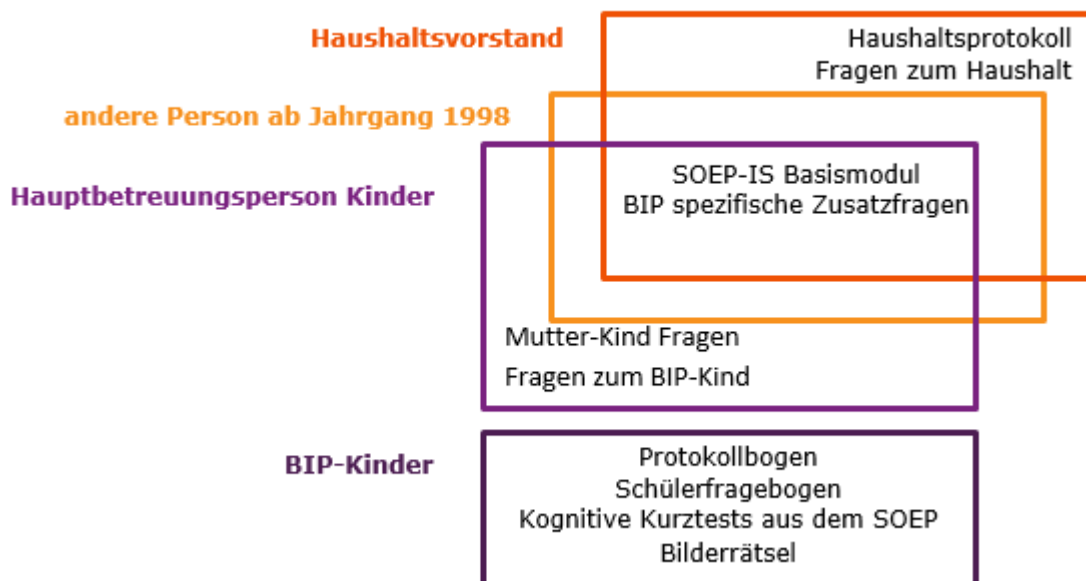 Haushaltsvorstand
Haushaltsprotokoll
Fragen zum Haushalt
andere Person ab Jahrgang 1998
Hauptbetreuungsperson Kinder
SOEP-IS Basismodul
BIP spezifische Zusatzfragen
Mutter-Kind Fragen
Fragen zum BIP-Kind
BIP-Kinder
Protokollbogen
Schülerfragebogen
Kognitive Kurztests aus dem SOEP
Bilderrätsel